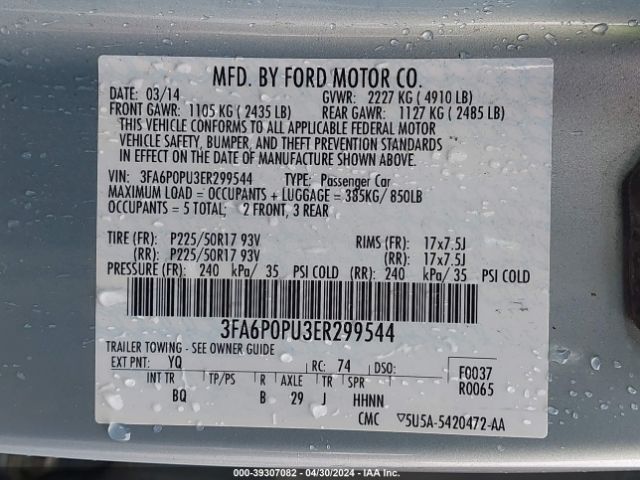 MFD. BY FORD MOTOR CO.
DATE: 03/14 GVWR: 2227 KG ( 4910 LB)
FRONT GAWR: 1105 KG ( 2435 LB) REAR GAWR: 1127 KG ( 2485 LB)
THIS VEHICLE CONFORMS TO ALL APPLICABLE FEDERAL MOTOR
VEHICLE SAFETY, BUMPER, AND THEFT PREVENTION STANDARDS
IN EFFECT ON THE DATE OF MANUFACTURE SHOWN ABOVE.
VIN: 3FA6P0PU3ER299544 TYPE: Passenger Car
MAXIMUM LOAD = OCCUPANTS + LUGGAGE = 385KG/ 850LB
OCCUPANTS = 5 TOTAL; 2 FRONT, 3 REAR
TIRE (FR): P225/50R17 93V RIMS (FR): 17x7.5J
(RR): P225/50R17 93V (RR): 17x7.5J
PRESSURE (FR): 240 kPa/ 35 PSI COLD (RR): 240 kPa/ 35 PSI COLD
3FA6P0PU3ER299544
TRAILER TOWING - SEE OWNER GUIDE
EXT PNT: YQ RC: 74 DSO: F0037
R0065
INT TR TP/PS R AXLE TR SPR
BQ B 29 J HHNN
CMC 5U5A-5420472-AA
000-39307082 - 04/30/2024 - IAA Inc.